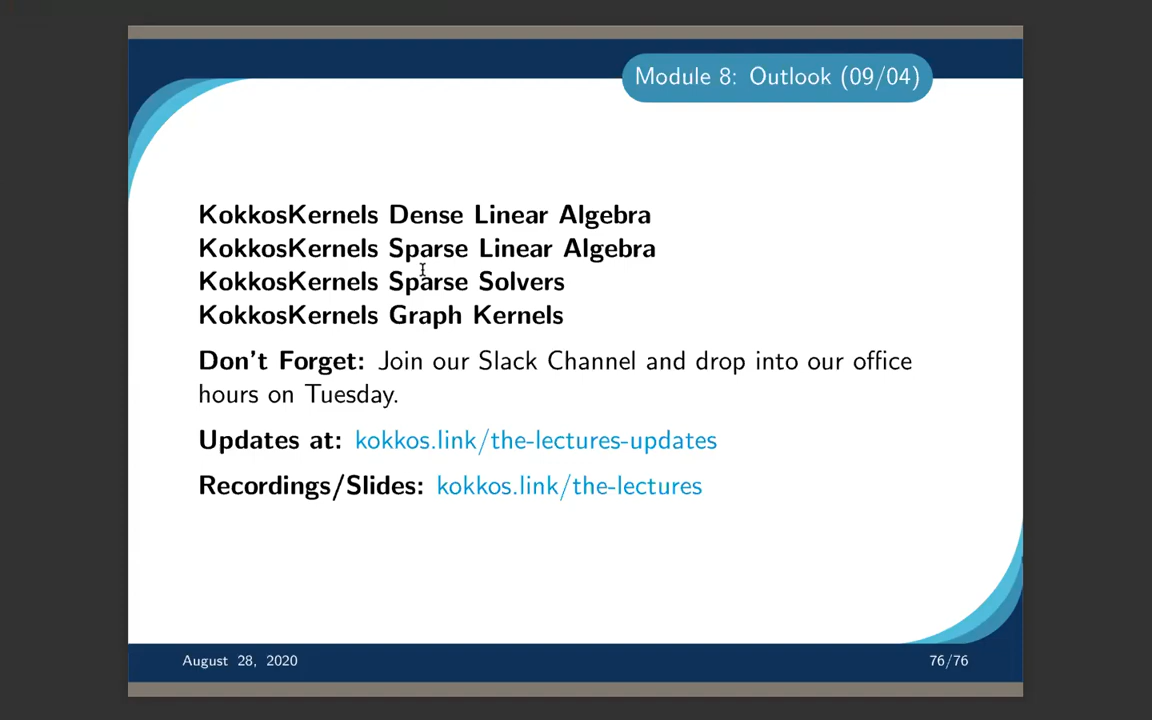 Module 8: Outlook (09/04)
KokkosKernels Dense Linear Algebra
KokkosKernels Sparse Linear Algebra
KokkosKernels Sparse Solvers
KokkosKernels Graph Kernels
Don't Forget: Join our Slack Channel and drop into our office
hours on Tuesday.
Updates at: kokkos.link/the-lectures-updates
Recordings/Slides: kokkos.link/the-lectures
August 28, 2020
76/76